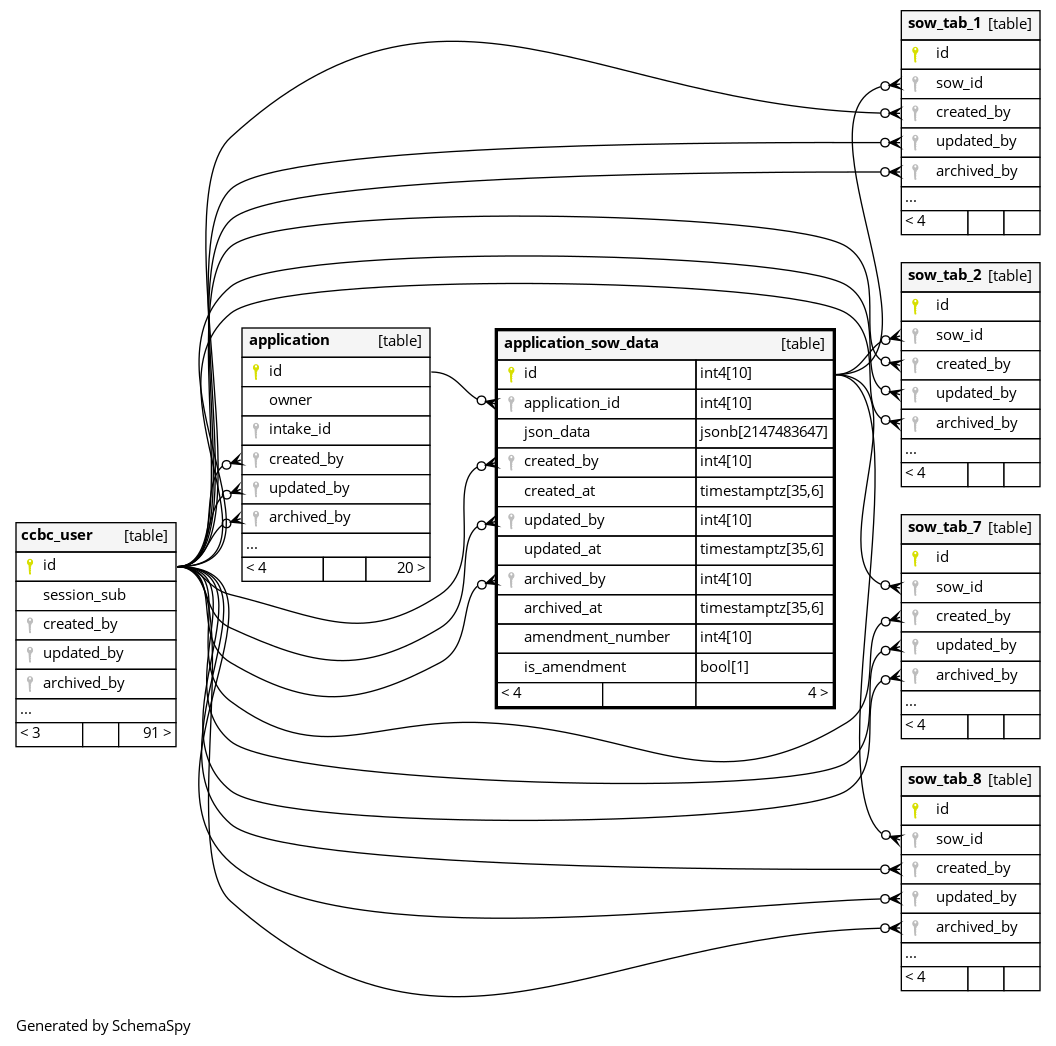 sow_tab_1 [table]
id
sow_id
created_by
updated_by
archived_by
...
< 4
sow_tab_2 [table]
id
sow_id
created_by
updated_by
archived_by
...
< 4
application [table]
id
owner
intake_id
created_by
updated_by
archived_by
...
< 4 20 >
application_sow_data [table]
id int4[10]
application_id int4[10]
json_data jsonb[2147483647]
created_by int4[10]
created_at timestamptz[35,6]
updated_by int4[10]
updated_at timestamptz[35,6]
archived_by int4[10]
archived_at timestamptz[35,6]
amendment_number int4[10]
is_amendment bool[1]
< 4 4 >
ccbc_user [table]
id
session_sub
created_by
updated_by
archived_by
...
< 3 91 >
sow_tab_7 [table]
id
sow_id
created_by
updated_by
archived_by
...
< 4
sow_tab_8 [table]
id
sow_id
created_by
updated_by
archived_by
...
< 4
Generated by SchemaSpy